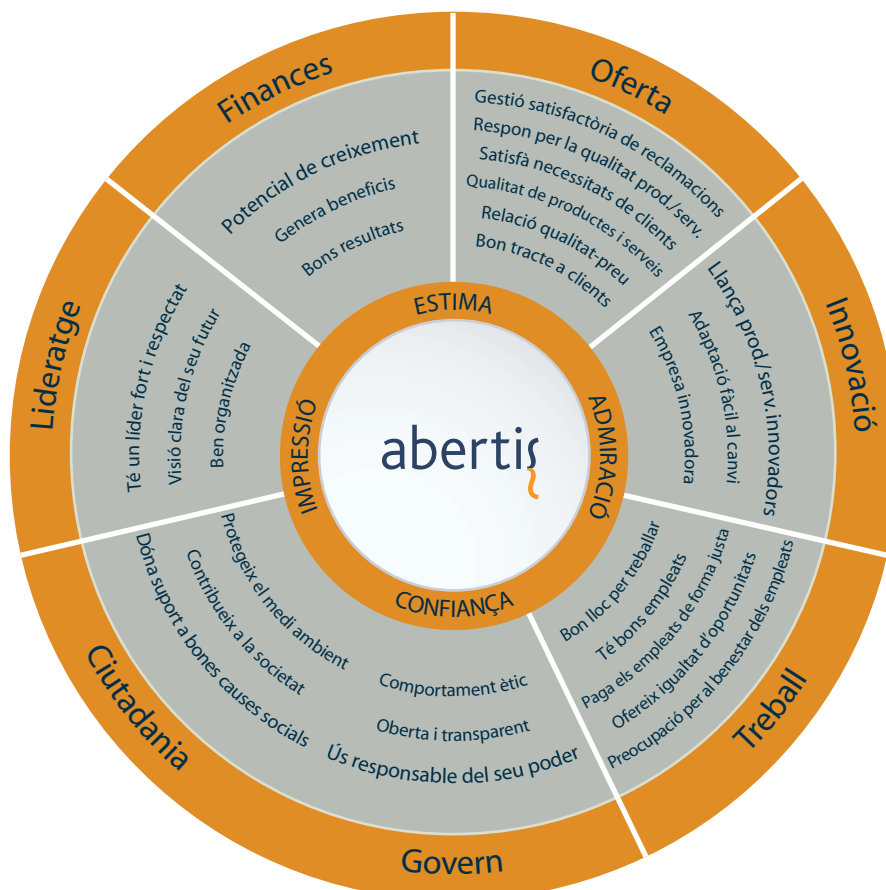 Finances
Potencial de creixement
Genera beneficis
Bons resultats
Oferta
Gestió satisfactòria de reclamacions
Respon per la qualitat prod./serv.
Satisfà necessitats de clients
Qualitat de productes i serveis
Relació qualitat-preu
Bon tracte a clients
Innovació
Llança prod./serv. innovadors
Adaptació fàcil al canvi
Empresa innovadora
Treball
Bon lloc per treballar
Té bons empleats
Paga els empleats de forma justa
Ofereix igualtat d'oportunitats
Preocupació per al benestar dels empleats
Govern
Comportament ètic
Oberta i transparent
Ús responsable del seu poder
Ciutadania
Protegeix el medi ambient
Contribueix a la societat
Dóna suport a bones causes socials
Lideratge
Té un líder fort i respectat
Visió clara del seu futur
Ben organitzada
ESTIMA
ADMIRACIÓ
CONFIANÇA
IMPRESSIÓ
abertis